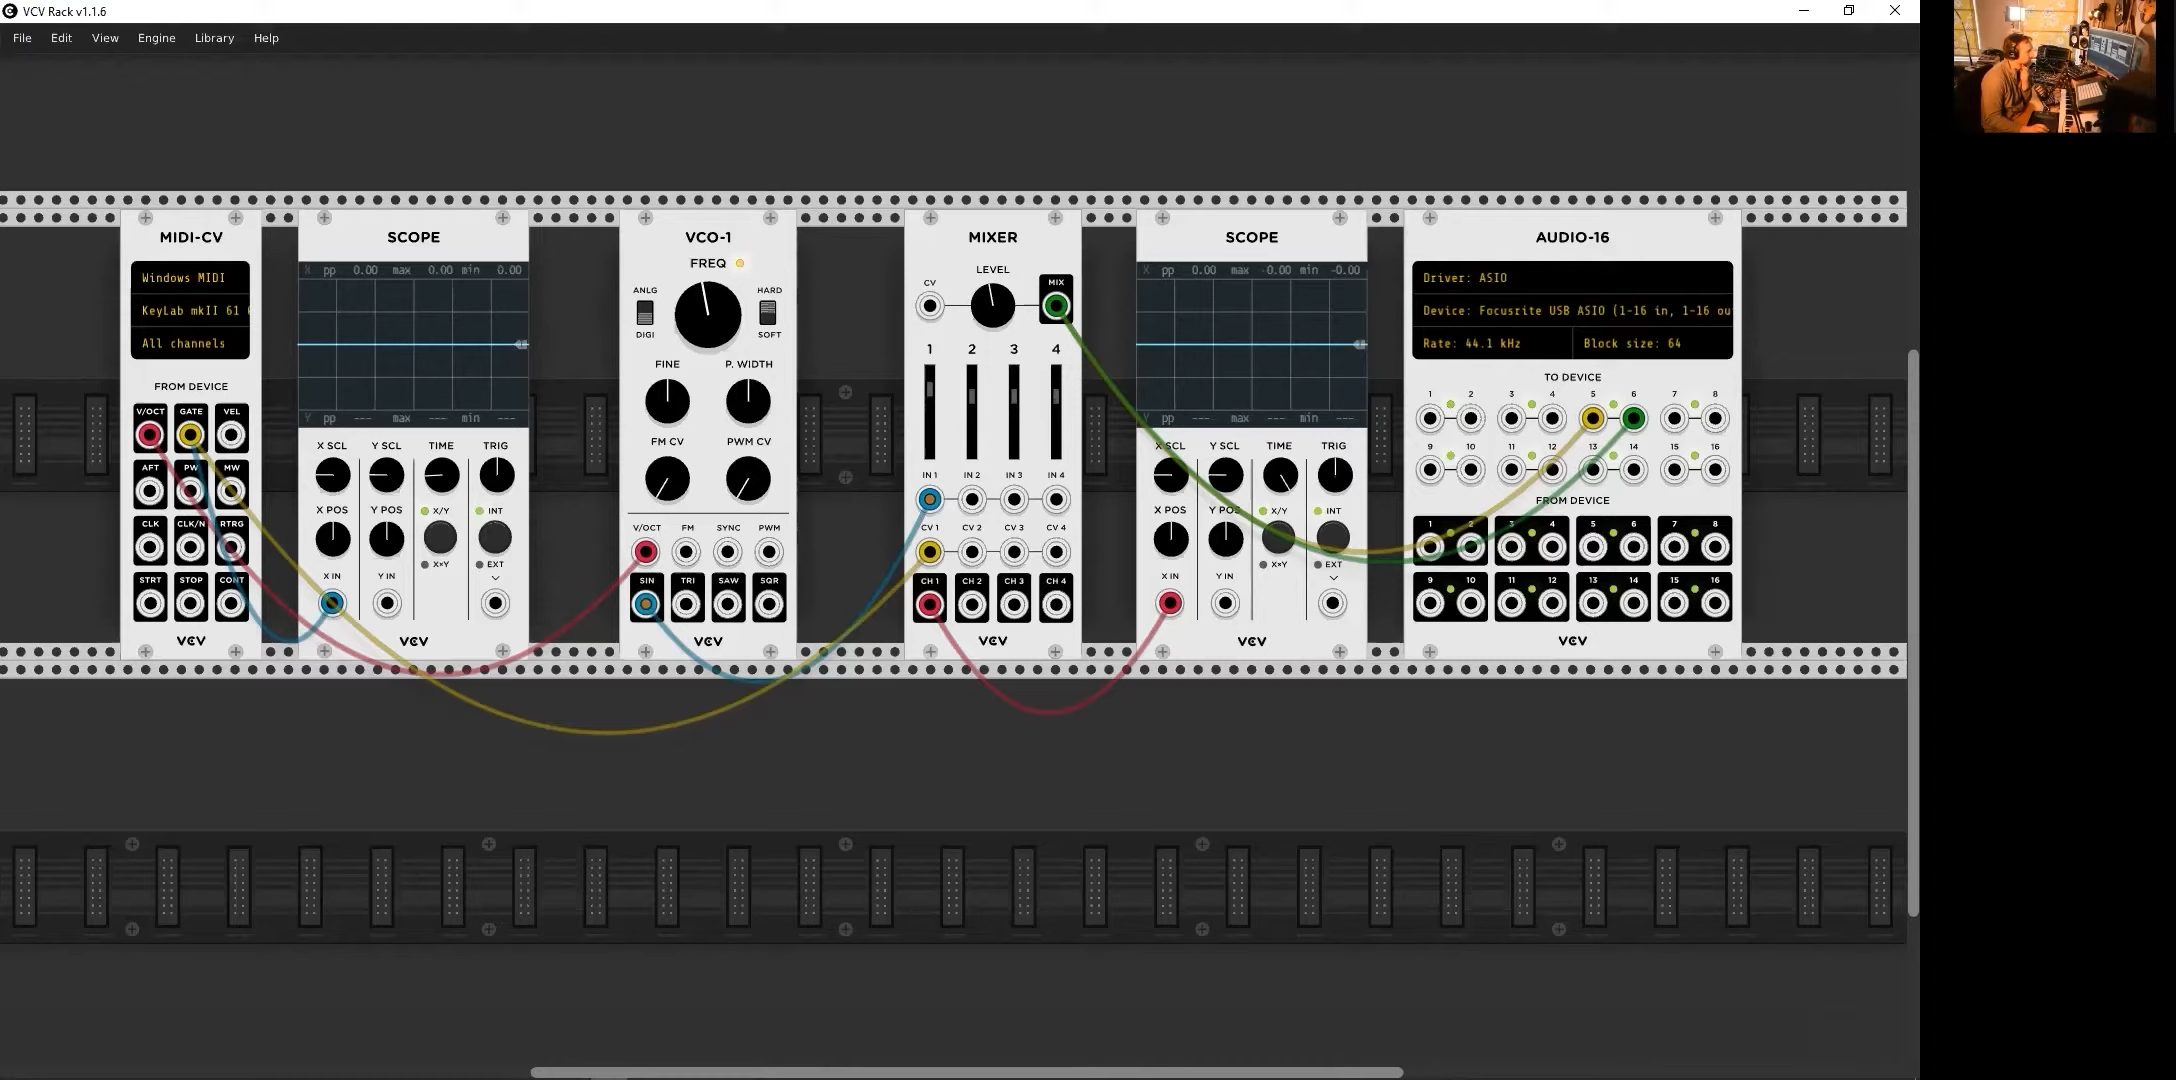 VCV Rack v1.1.6
File Edit View Engine Library Help
MIDI-CV
Windows MIDI
KeyLab mkII 61
All channels
FROM DEVICE
V/OCT GATE VEL
AFT PW MW
CLK CLK/N RTRG
STRT STOP CONT
VCV
SCOPE
X pp 0.00 max 0.00 min 0.00
Y pp --- max --- min ---
X SCL Y SCL TIME TRIG
X POS Y POS X/Y INT
X×Y EXT
X IN Y IN
VCV
VCO-1
FREQ
ANLG HARD
DIGI SOFT
FINE P. WIDTH
FM CV PWM CV
V/OCT FM SYNC PWM
SIN TRI SAW SQR
VCV
MIXER
LEVEL
CV MIX
1 2 3 4
IN 1 IN 2 IN 3 IN 4
CV 1 CV 2 CV 3 CV 4
CH 1 CH 2 CH 3 CH 4
VCV
SCOPE
X pp 0.00 max -0.00 min -0.00
Y pp --- max --- min ---
X SCL Y SCL TIME TRIG
X POS Y POS X/Y INT
X×Y EXT
X IN Y IN
VCV
AUDIO-16
Driver: ASIO
Device: Focusrite USB ASIO (1-16 in, 1-16 ou
Rate: 44.1 kHz Block size: 64
TO DEVICE
1 2 3 4 5 6 7 8
9 10 11 12 13 14 15 16
FROM DEVICE
1 2 3 4 5 6 7 8
9 10 11 12 13 14 15 16
VCV